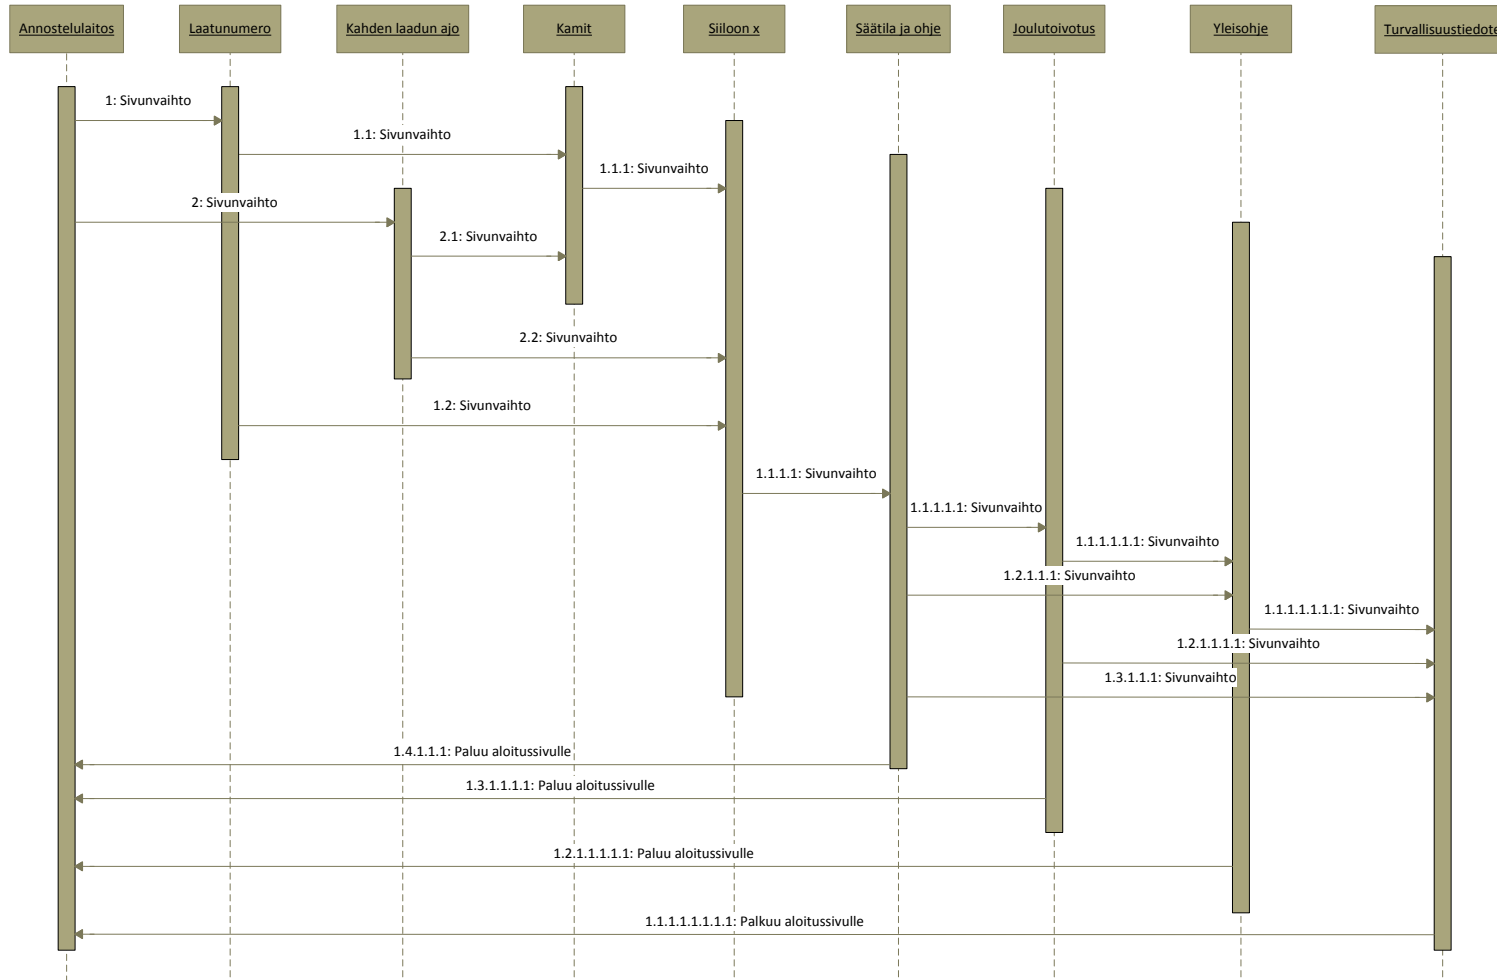 Annostelulaitos
Laatunumero
Kahden laadun ajo
Kamit
Siiloon x
Säätila ja ohje
Joulutoivotus
Yleisohje
Turvallisuustiedote
1: Sivunvaihto
1.1: Sivunvaihto
1.1.1: Sivunvaihto
2: Sivunvaihto
2.1: Sivunvaihto
2.2: Sivunvaihto
1.2: Sivunvaihto
1.1.1.1: Sivunvaihto
1.1.1.1.1: Sivunvaihto
1.1.1.1.1.1: Sivunvaihto
1.2.1.1.1: Sivunvaihto
1.1.1.1.1.1.1: Sivunvaihto
1.2.1.1.1.1: Sivunvaihto
1.3.1.1.1: Sivunvaihto
1.4.1.1.1: Paluu aloitussivulle
1.3.1.1.1.1: Paluu aloitussivulle
1.2.1.1.1.1.1: Paluu aloitussivulle
1.1.1.1.1.1.1.1: Palkuu aloitussivulle